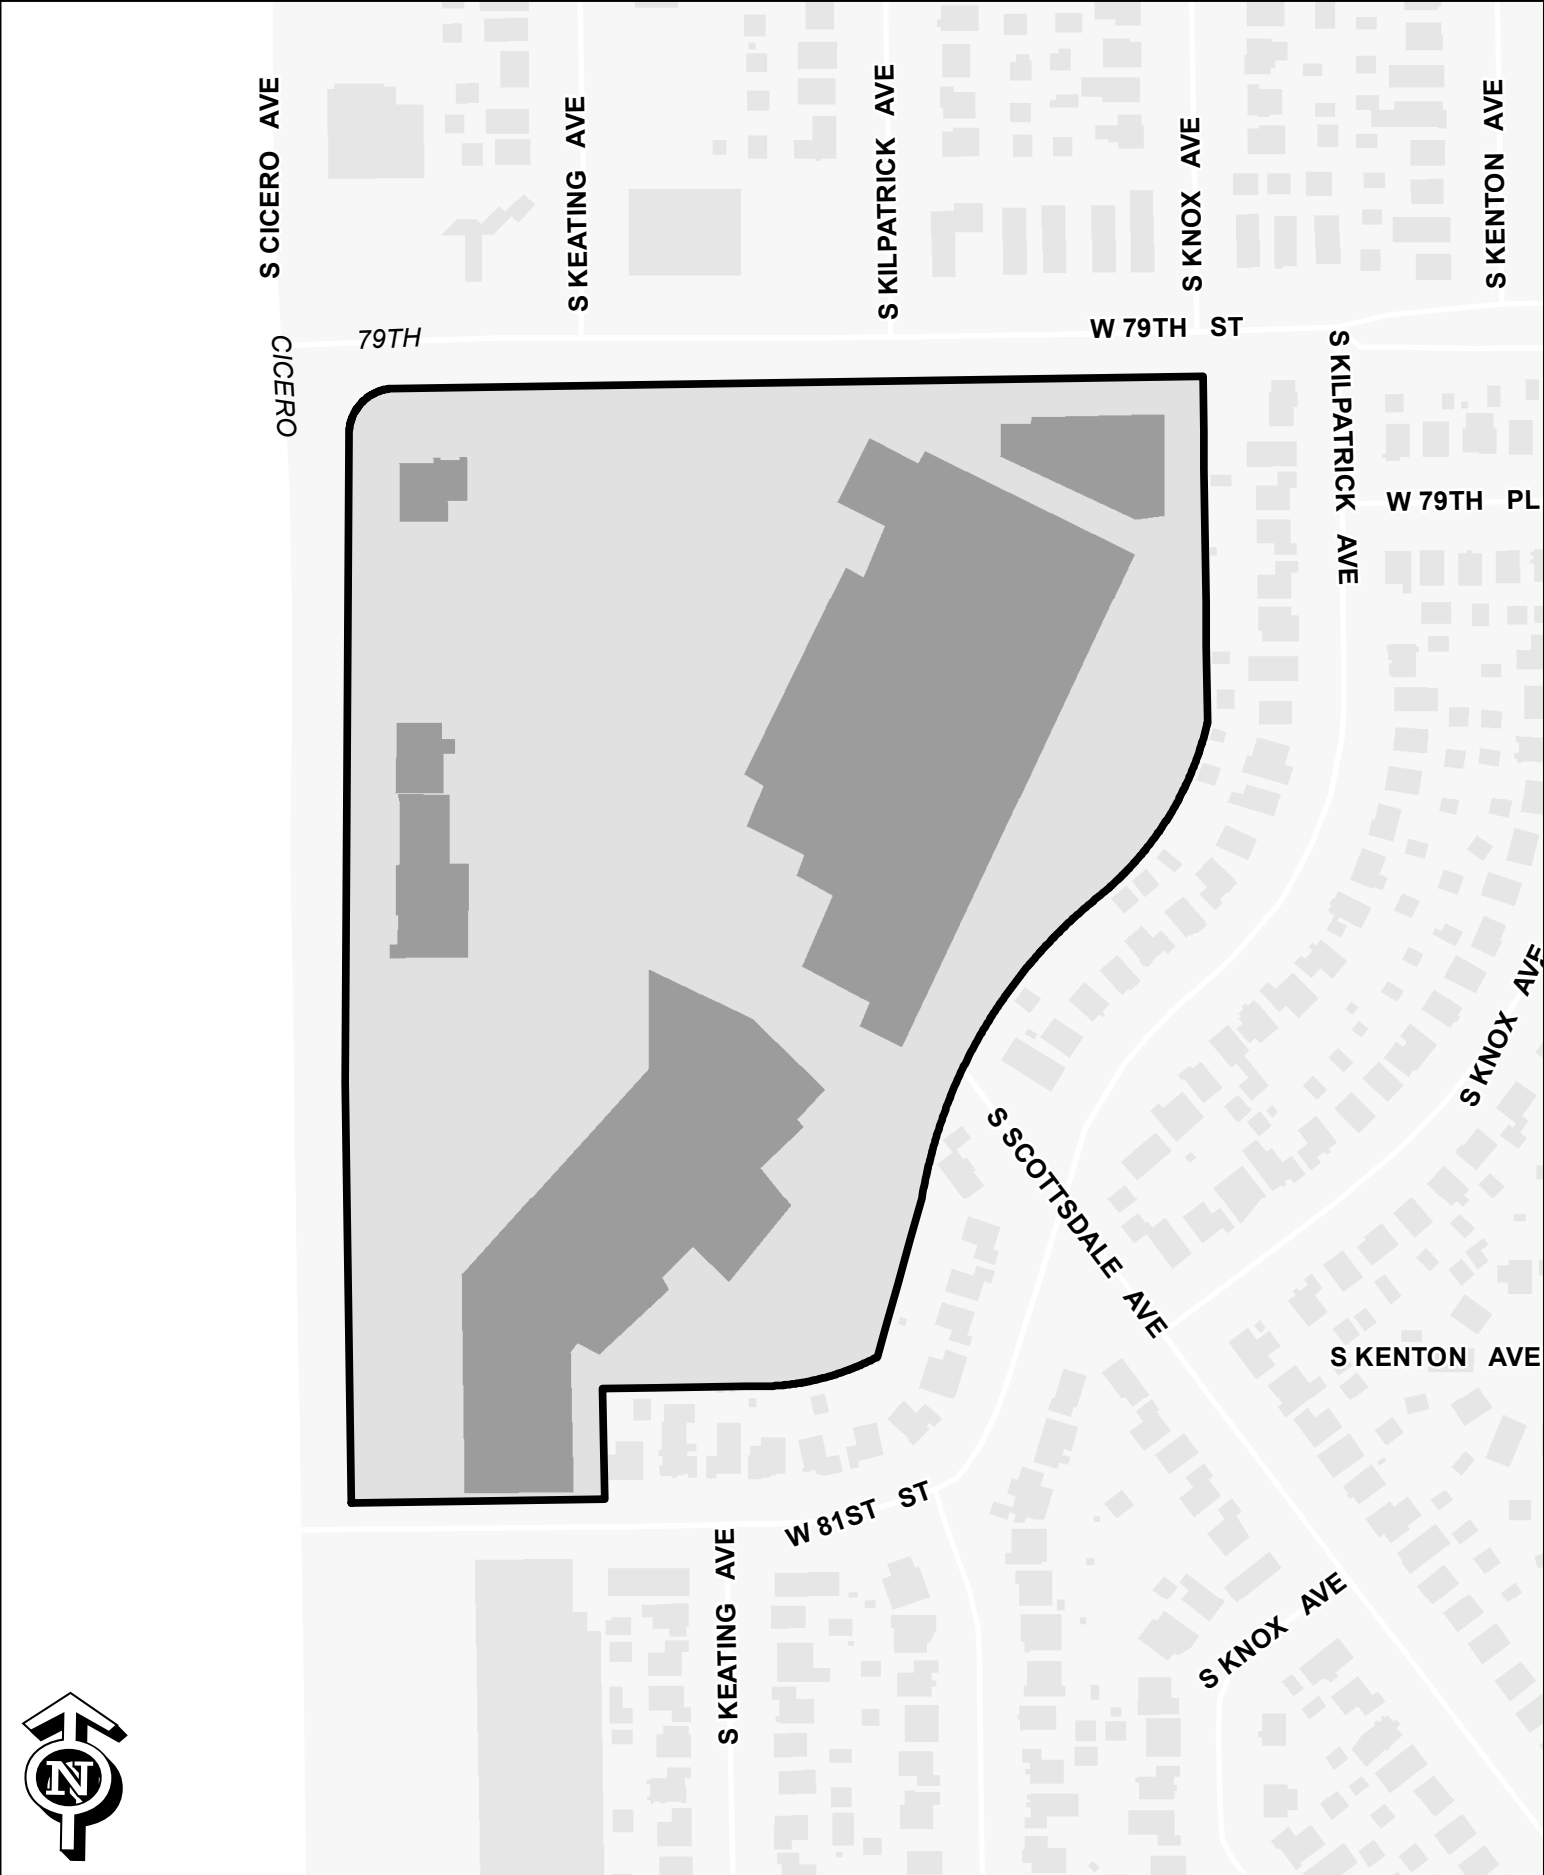 S CICERO AVE
S KEATING AVE
S KILPATRICK AVE
S KNOX AVE
S KENTON AVE
79TH
CICERO
W 79TH ST
S KILPATRICK AVE
W 79TH PL
S KNOX AVE
S SCOTTSDALE AVE
S KENTON AVE
W 81ST ST
S KEATING AVE
S KNOX AVE
N